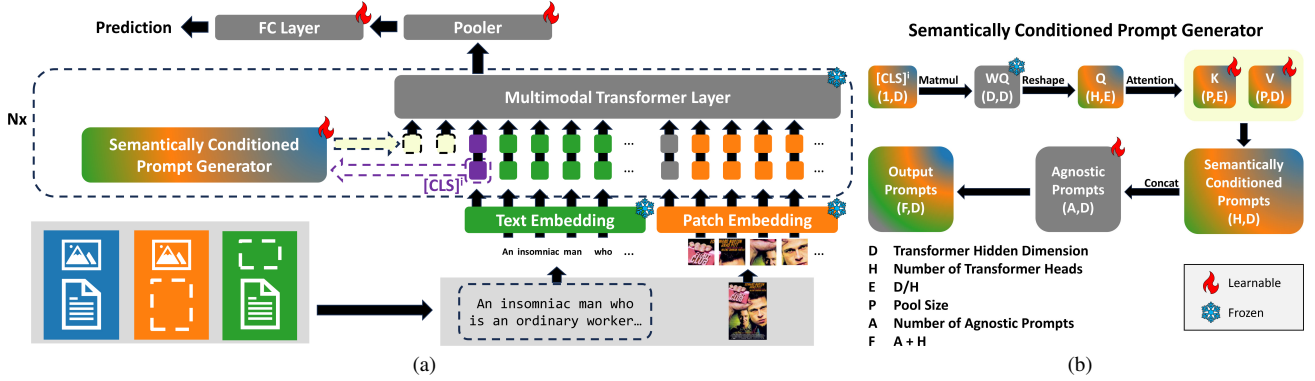 Prediction
FC Layer
Pooler
Nx
Multimodal Transformer Layer
Semantically Conditioned
Prompt Generator
...
...
...
...
[CLS]ⁱ
Text Embedding
Patch Embedding
An insomniac man who ...
...
An insomniac man who
is an ordinary worker…
(a)
Semantically Conditioned Prompt Generator
[CLS]ⁱ
(1,D)
Matmul
WQ
(D,D)
Reshape
Q
(H,E)
Attention
K
(P,E)
V
(P,D)
Output
Prompts
(F,D)
Agnostic
Prompts
(A,D)
Concat
Semantically
Conditioned
Prompts
(H,D)
D Transformer Hidden Dimension
H Number of Transformer Heads
E D/H
P Pool Size
A Number of Agnostic Prompts
F A + H
Learnable
Frozen
(b)